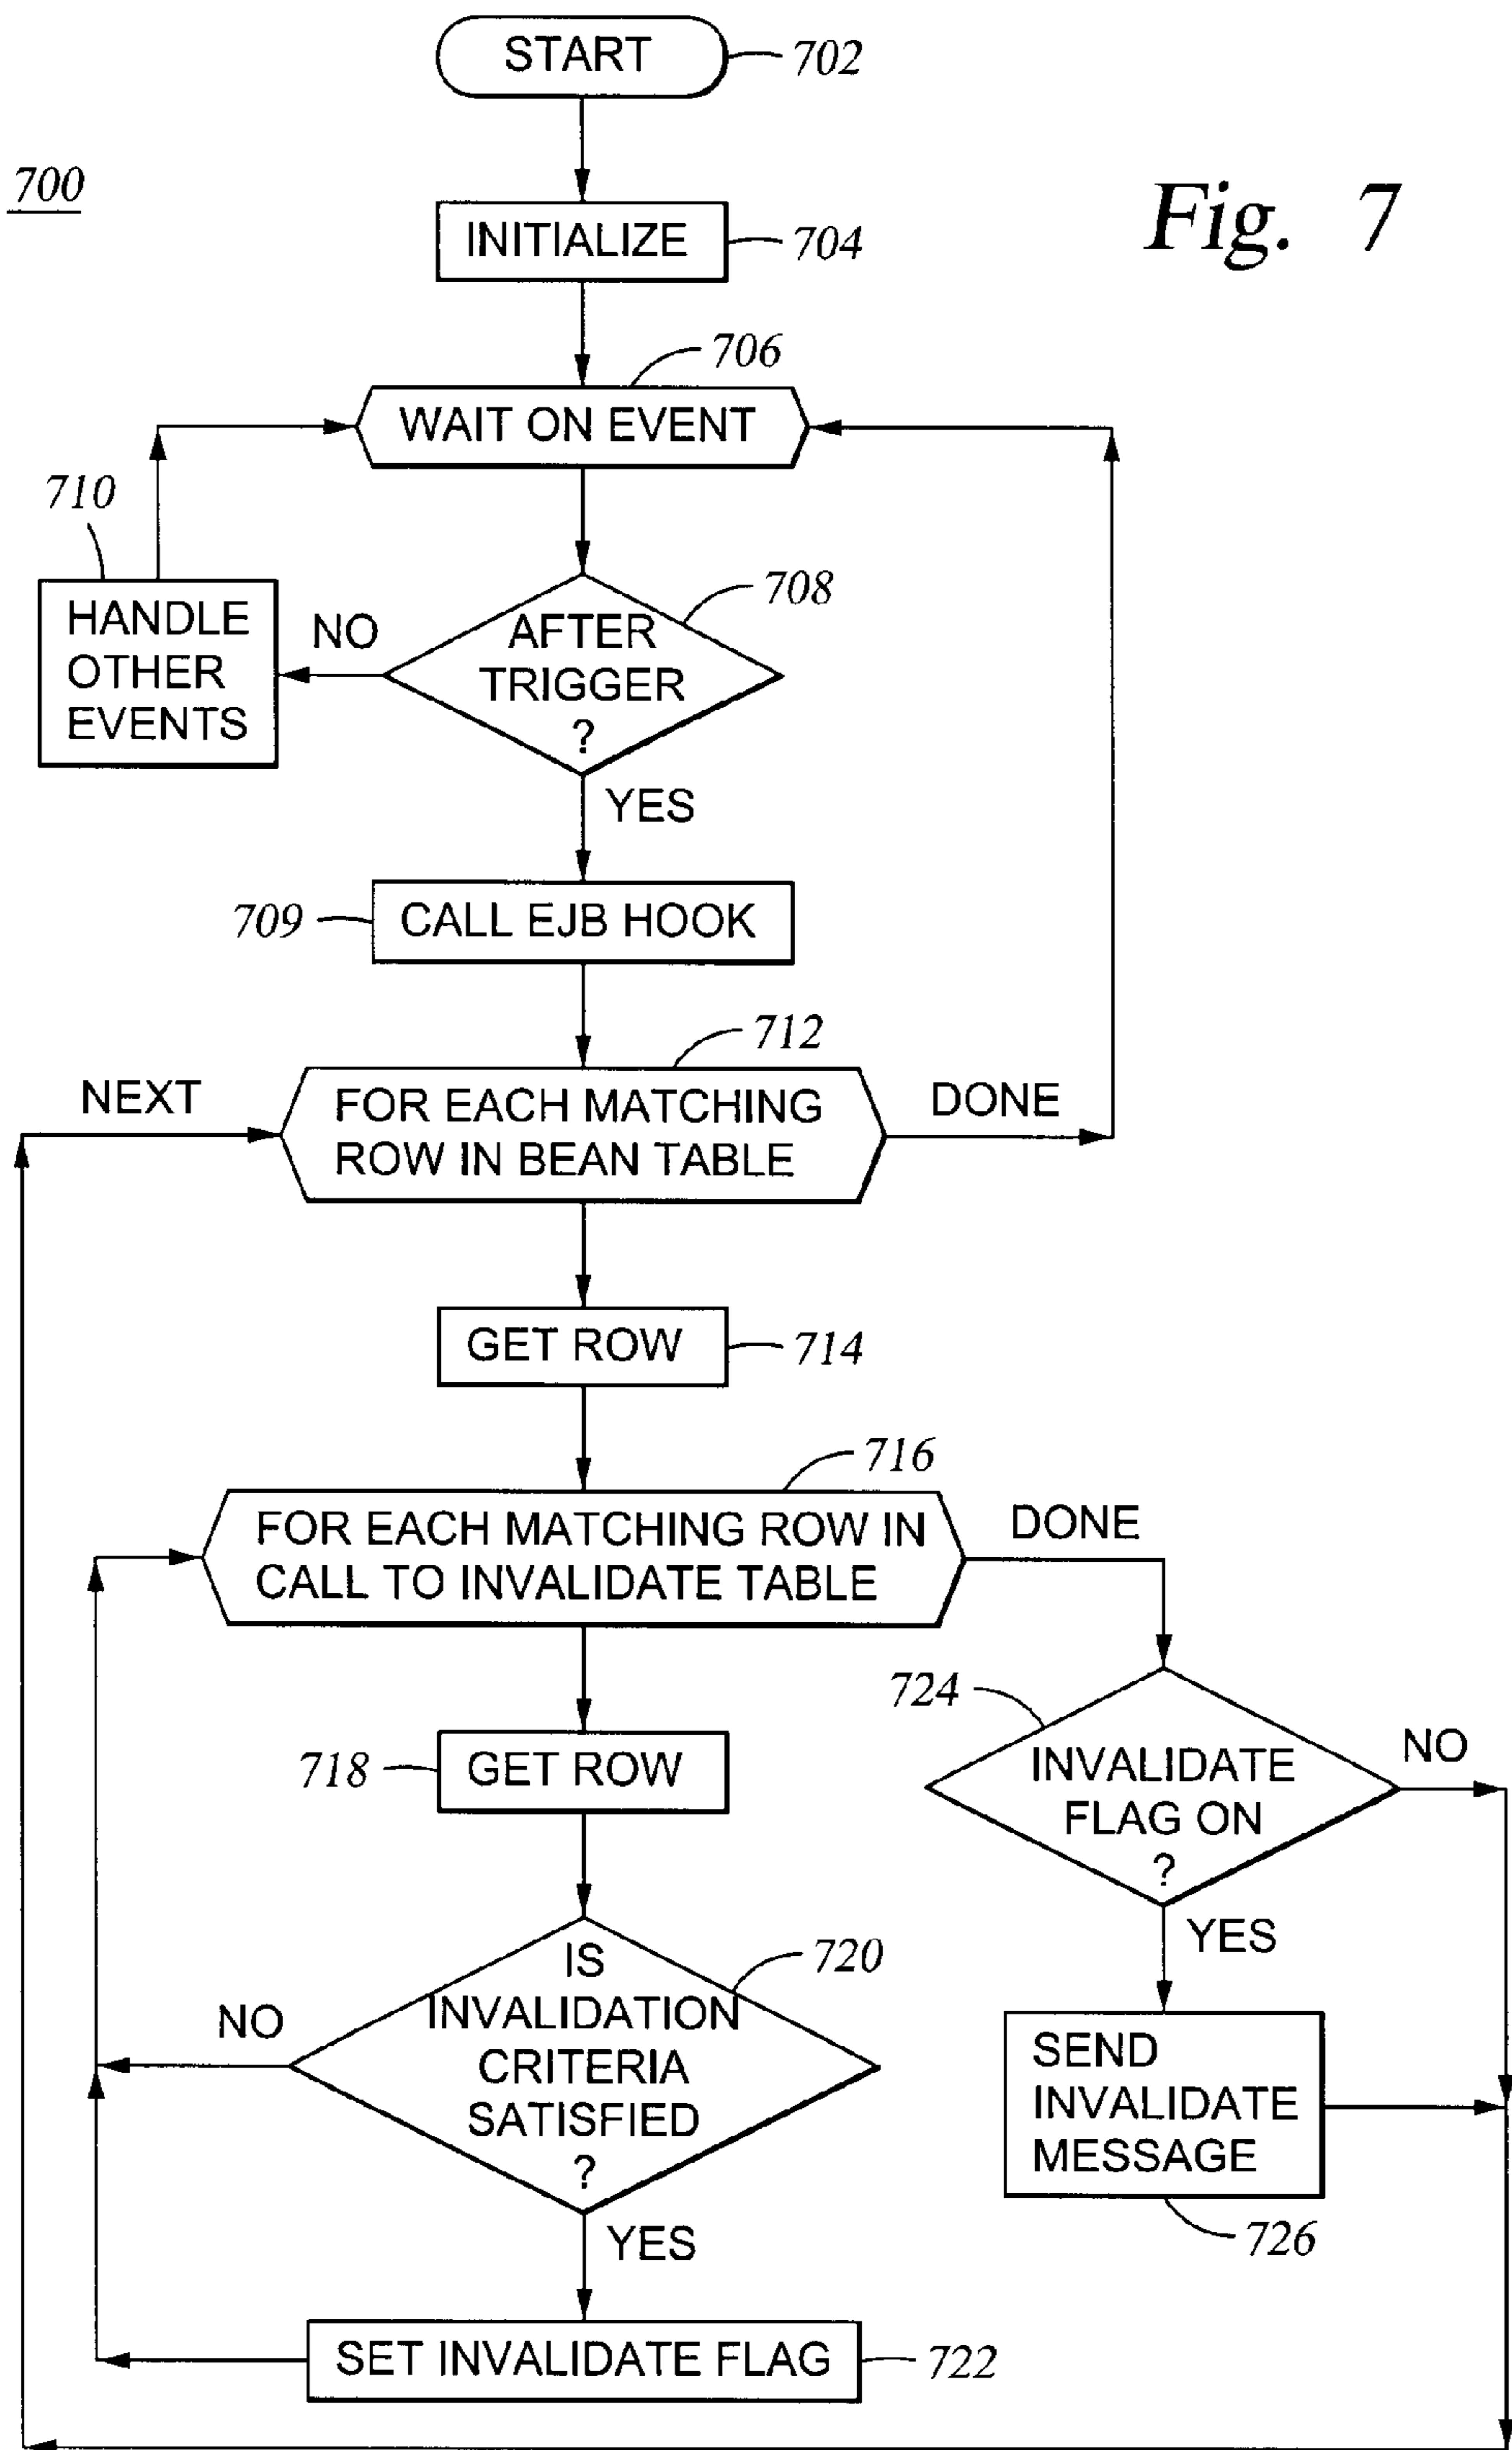 START
702
700
Fig. 7
INITIALIZE
704
706
WAIT ON EVENT
710
708
HANDLE
OTHER
EVENTS
NO
AFTER
TRIGGER
?
YES
709
CALL EJB HOOK
712
NEXT
FOR EACH MATCHING
ROW IN BEAN TABLE
DONE
GET ROW
714
716
FOR EACH MATCHING ROW IN
CALL TO INVALIDATE TABLE
DONE
724
718
GET ROW
INVALIDATE
FLAG ON
?
NO
YES
720
IS
INVALIDATION
CRITERIA
SATISFIED
?
NO
SEND
INVALIDATE
MESSAGE
726
YES
SET INVALIDATE FLAG
722